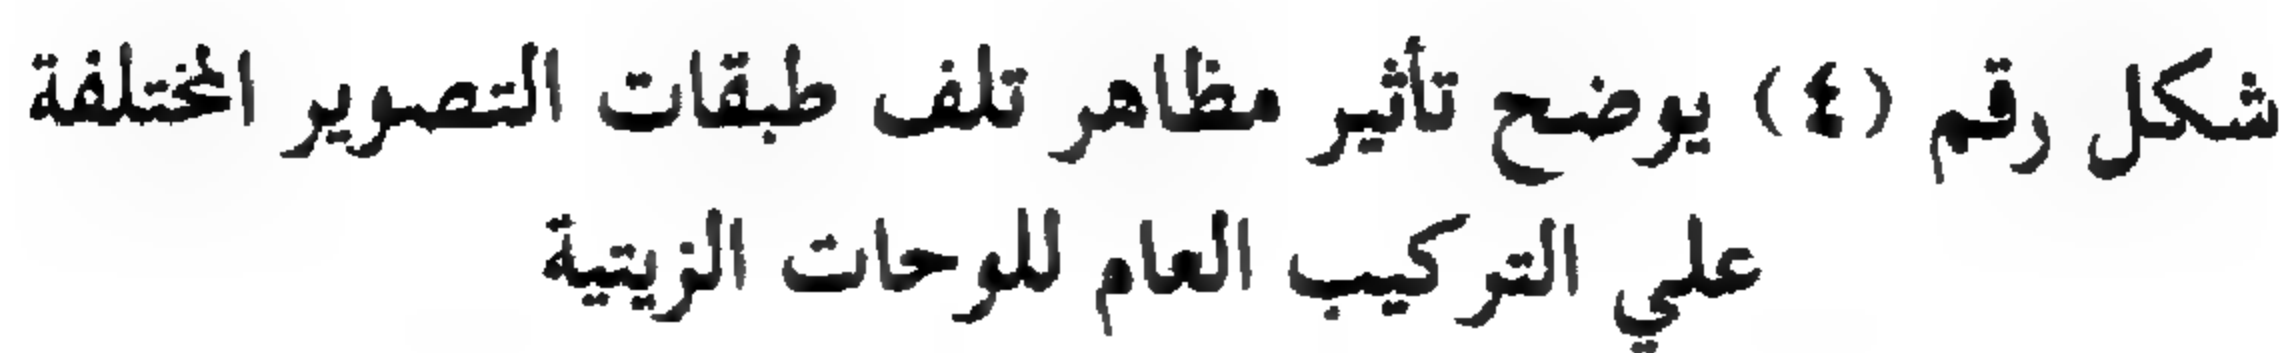 شكل رقم (٤) يوضح تأثير مظاهر تلف طبقات التصوير المختلفة
علي التركيب العام للوحات الزيتية